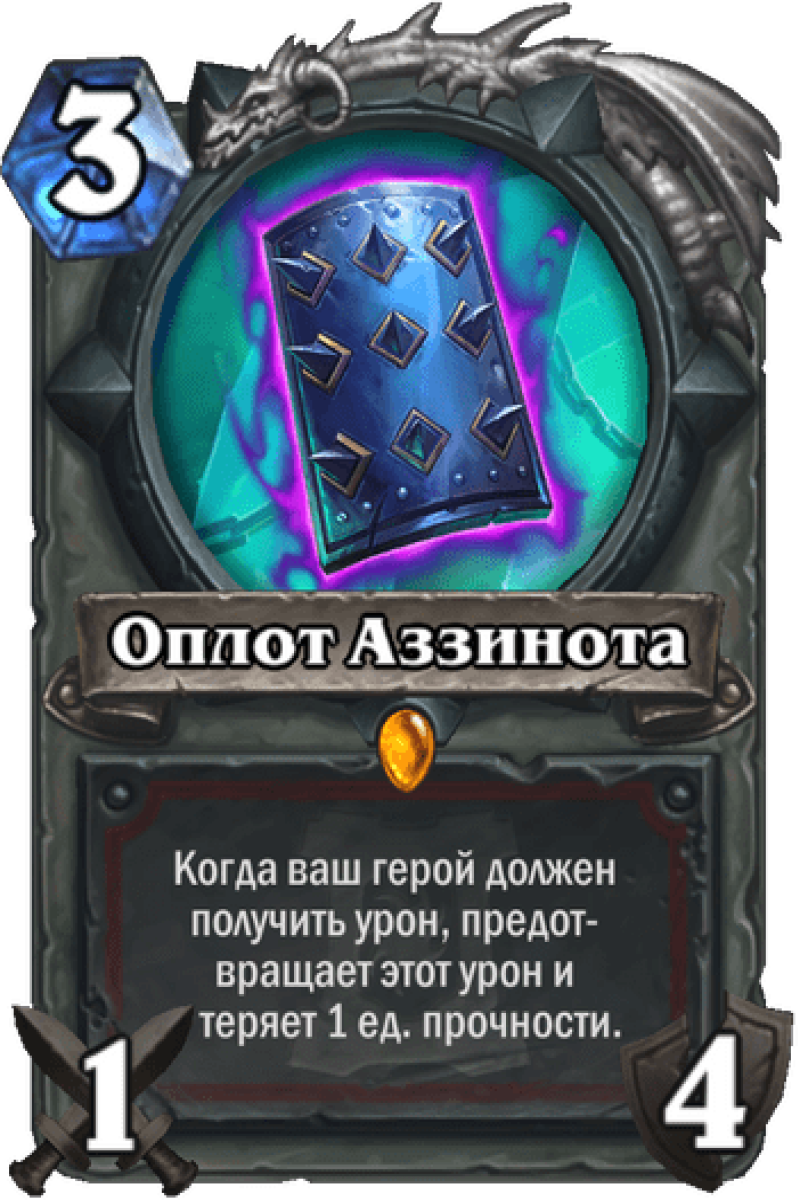 3
Оплот Аззинота
Когда ваш герой должен
получить урон, предот-
вращает этот урон и
теряет 1 ед. прочности.
1
4